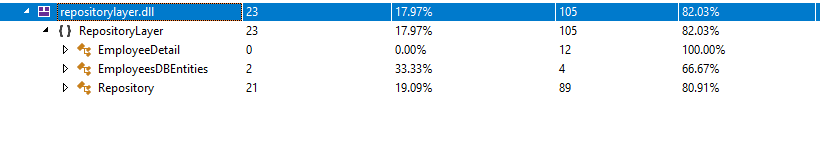 repositorylayer.dll 23 17.97% 105 82.03%
{ } RepositoryLayer 23 17.97% 105 82.03%
EmployeeDetail 0 0.00% 12 100.00%
EmployeesDBEntities 2 33.33% 4 66.67%
Repository 21 19.09% 89 80.91%